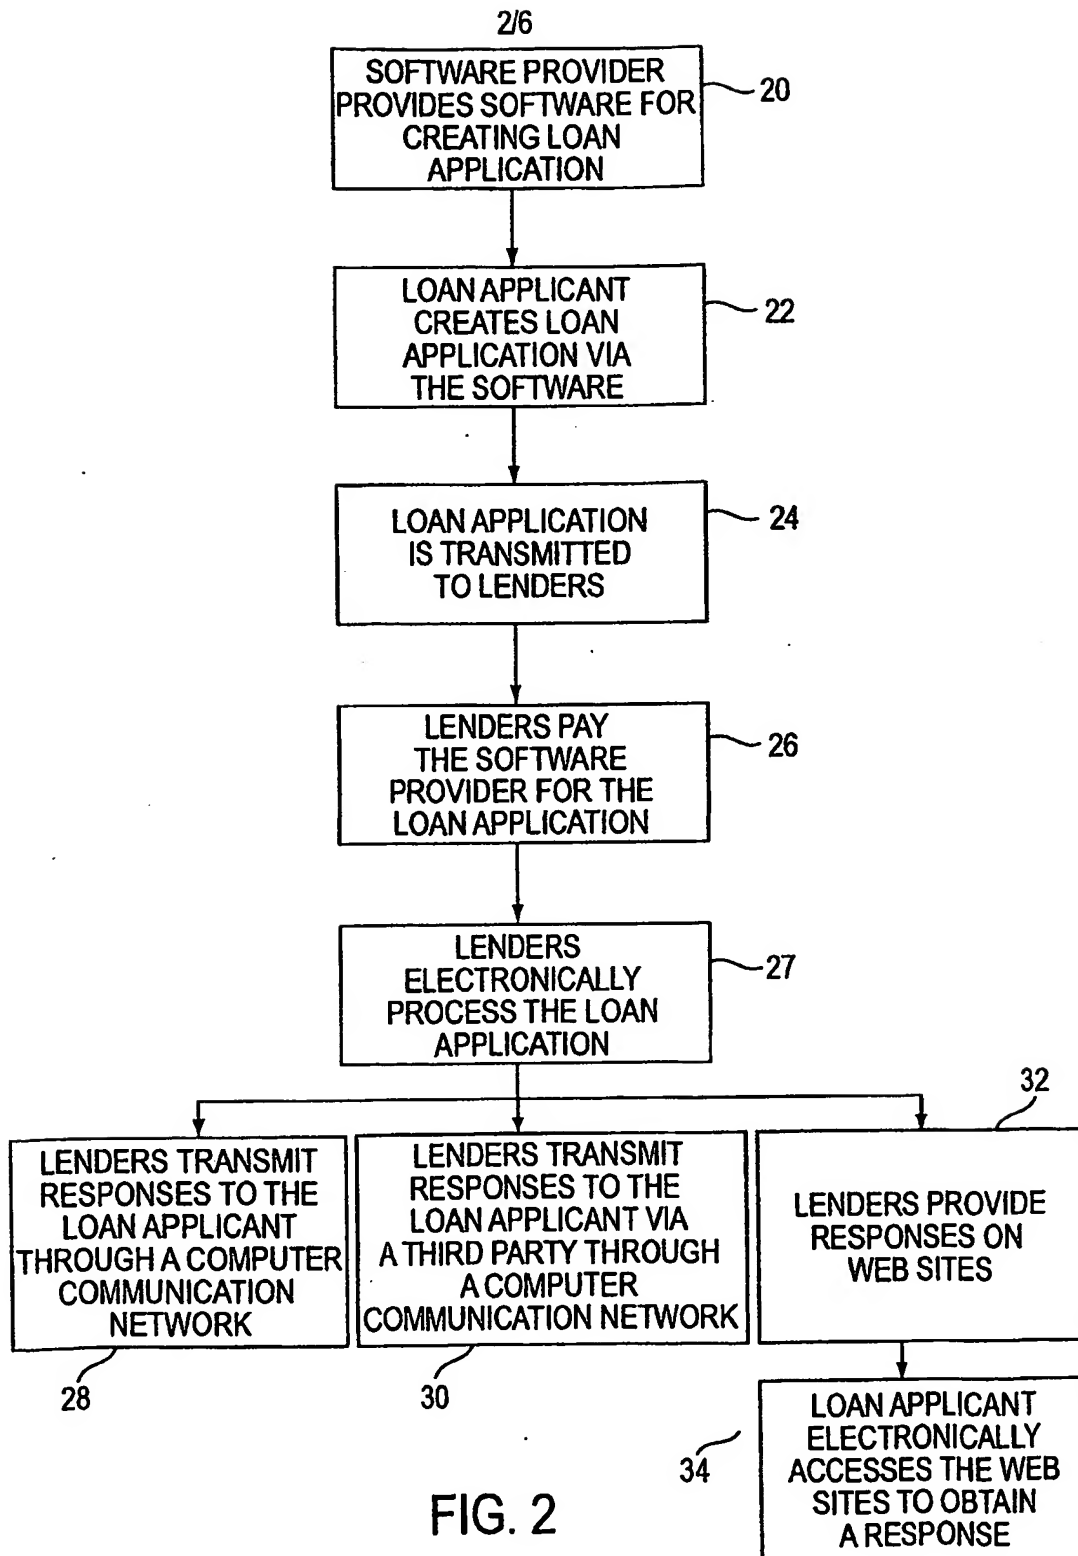 2/6
SOFTWARE PROVIDER
PROVIDES SOFTWARE FOR
CREATING LOAN
APPLICATION
20
LOAN APPLICANT
CREATES LOAN
APPLICATION VIA
THE SOFTWARE
22
LOAN APPLICATION
IS TRANSMITTED
TO LENDERS
24
LENDERS PAY
THE SOFTWARE
PROVIDER FOR THE
LOAN APPLICATION
26
LENDERS
ELECTRONICALLY
PROCESS THE LOAN
APPLICATION
27
LENDERS TRANSMIT
RESPONSES TO THE
LOAN APPLICANT
THROUGH A COMPUTER
COMMUNICATION
NETWORK
28
LENDERS TRANSMIT
RESPONSES TO THE
LOAN APPLICANT VIA
A THIRD PARTY THROUGH
A COMPUTER
COMMUNICATION NETWORK
30
32
LENDERS PROVIDE
RESPONSES ON
WEB SITES
34
LOAN APPLICANT
ELECTRONICALLY
ACCESSES THE WEB
SITES TO OBTAIN
A RESPONSE
FIG. 2